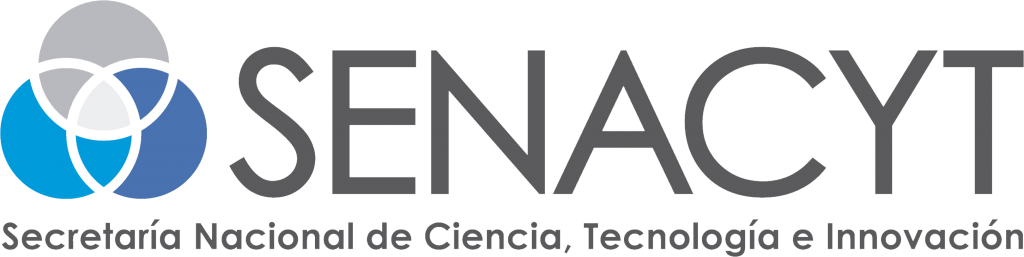 SENACYT
Secretaría Nacional de Ciencia, Tecnología e Innovación